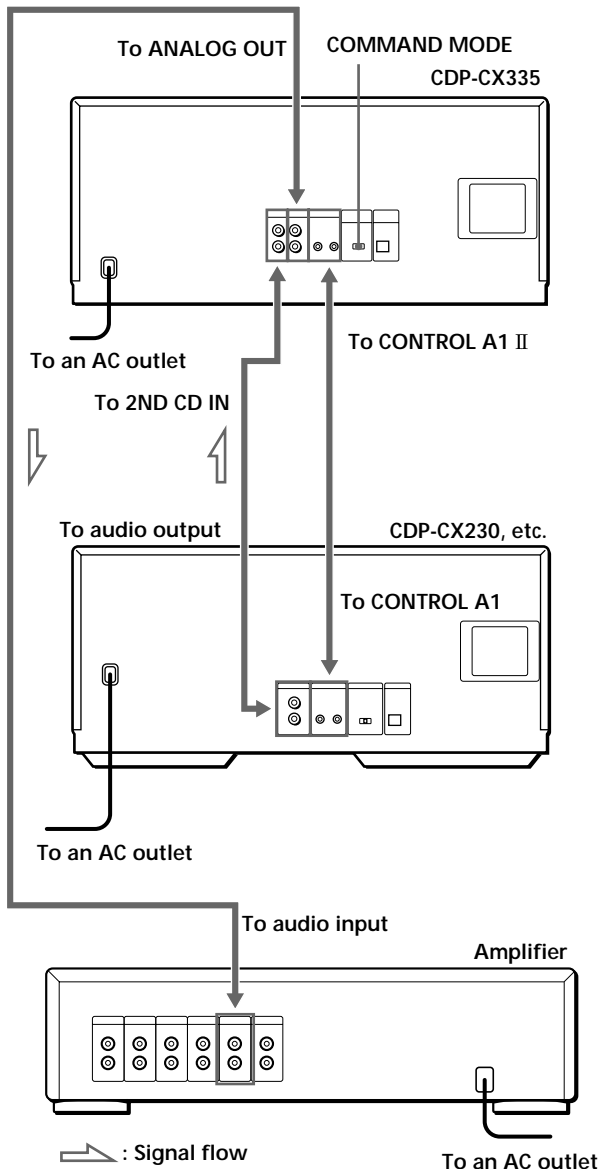 To ANALOG OUT
COMMAND MODE
CDP-CX335
To CONTROL A1 II
To an AC outlet
To 2ND CD IN
To audio output
CDP-CX230, etc.
To CONTROL A1
To an AC outlet
To audio input
Amplifier
: Signal flow
To an AC outlet